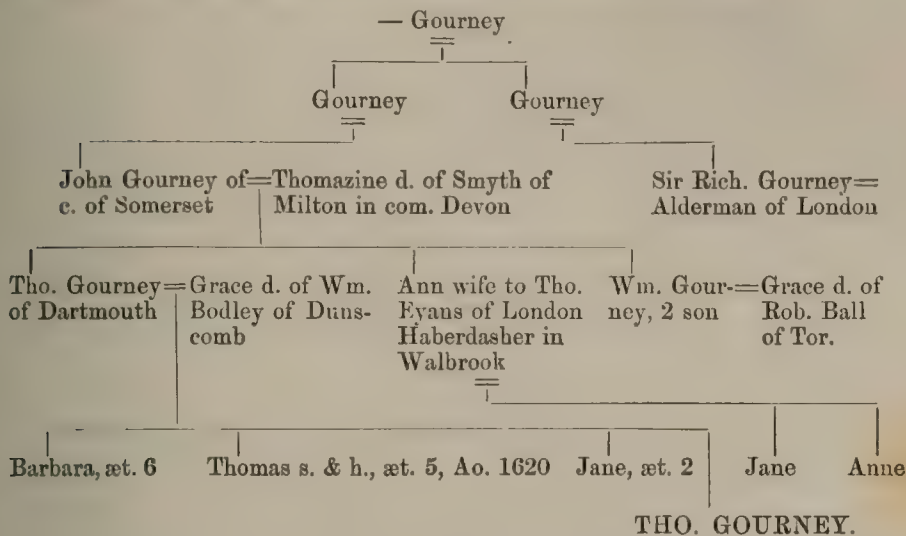 — Gourney
Gourney Gourney
John Gourney of=Thomazine d. of Smyth of Sir Rich. Gourney=
c. of Somerset Milton in com. Devon Alderman of London
Tho. Gourney=Grace d. of Wm. Ann wife to Tho. Wm. Gour-=Grace d. of
of Dartmouth Bodley of Duns- Evans of London ney, 2 son Rob. Ball
comb Haberdasher in of Tor.
Walbrook
Barbara, æt. 6 Thomas s. & h., æt. 5, Ao. 1620 Jane, æt. 2 Jane Anne
THO. GOURNEY.